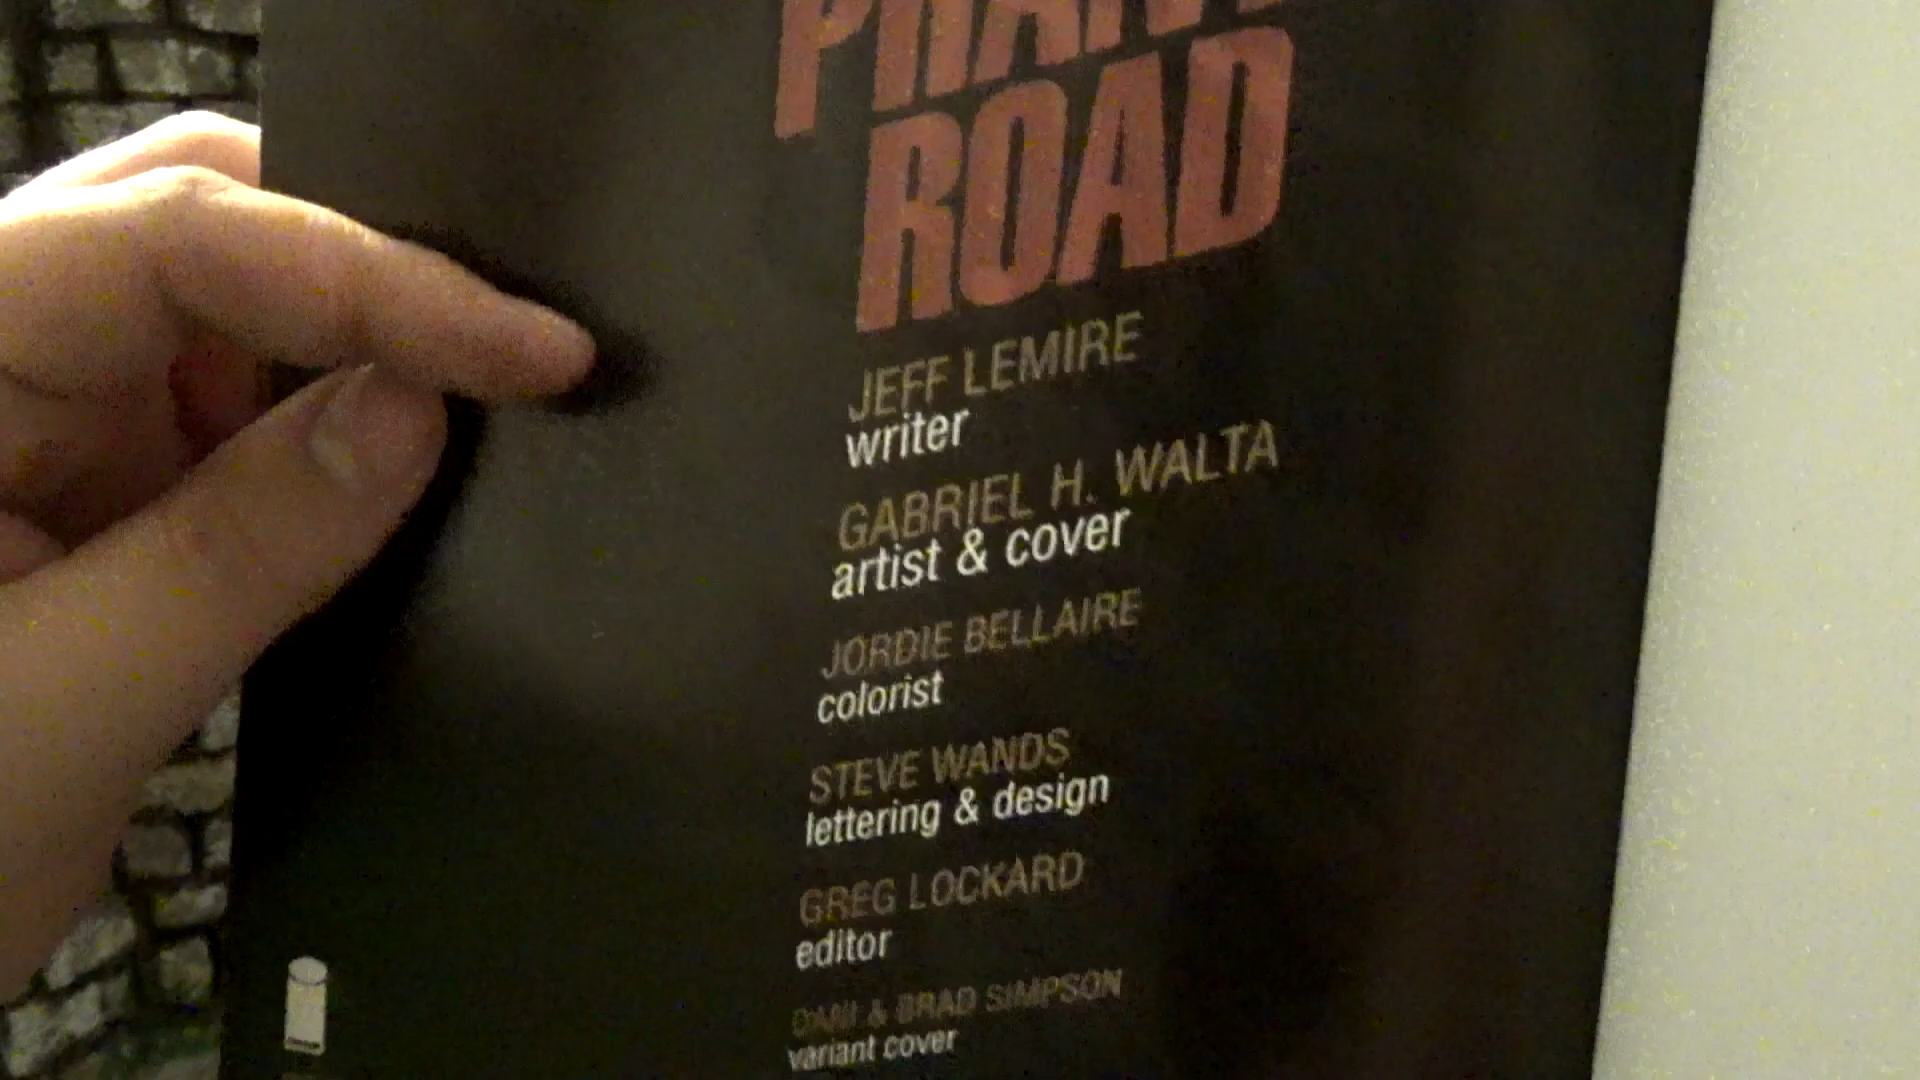 ROAD
JEFF LEMIRE
writer
GABRIEL H. WALTA
artist & cover
JORDIE BELLAIRE
colorist
STEVE WANDS
lettering & design
GREG LOCKARD
editor
DANI & BRAD SIMPSON
variant cover